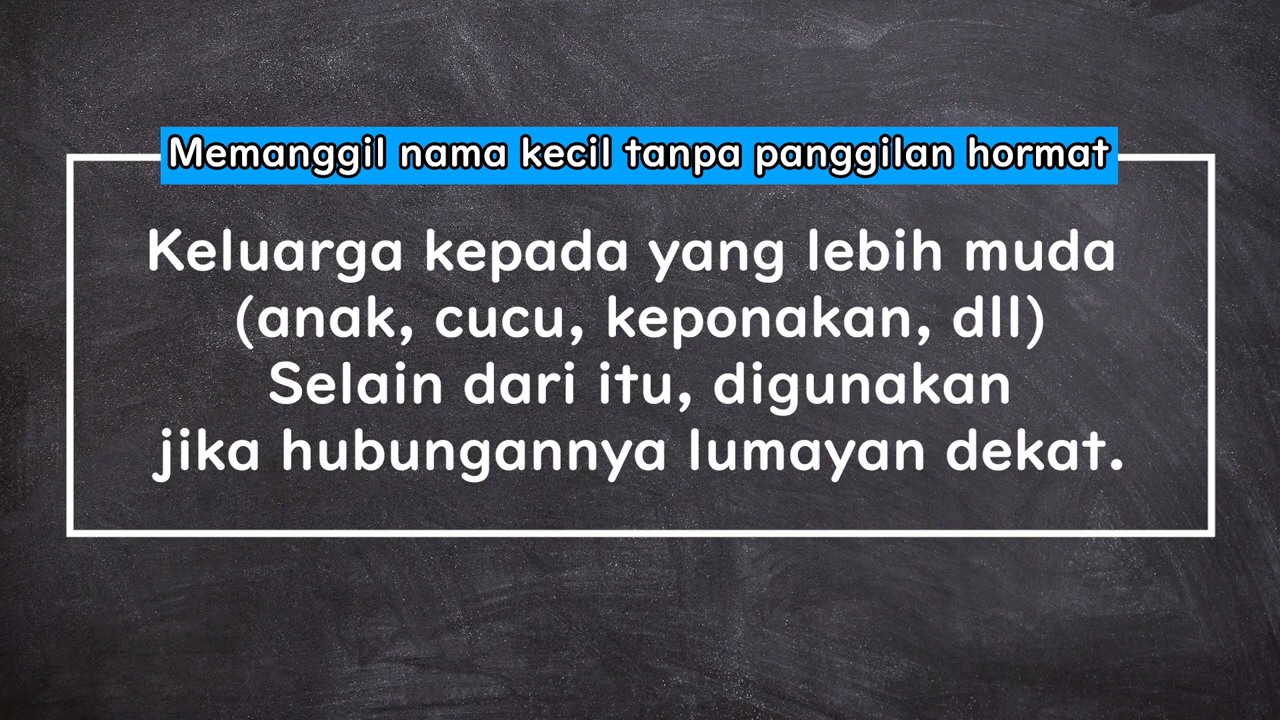 Memanggil nama kecil tanpa panggilan hormat
Keluarga kepada yang lebih muda
(anak, cucu, keponakan, dll)
Selain dari itu, digunakan
jika hubungannya lumayan dekat.